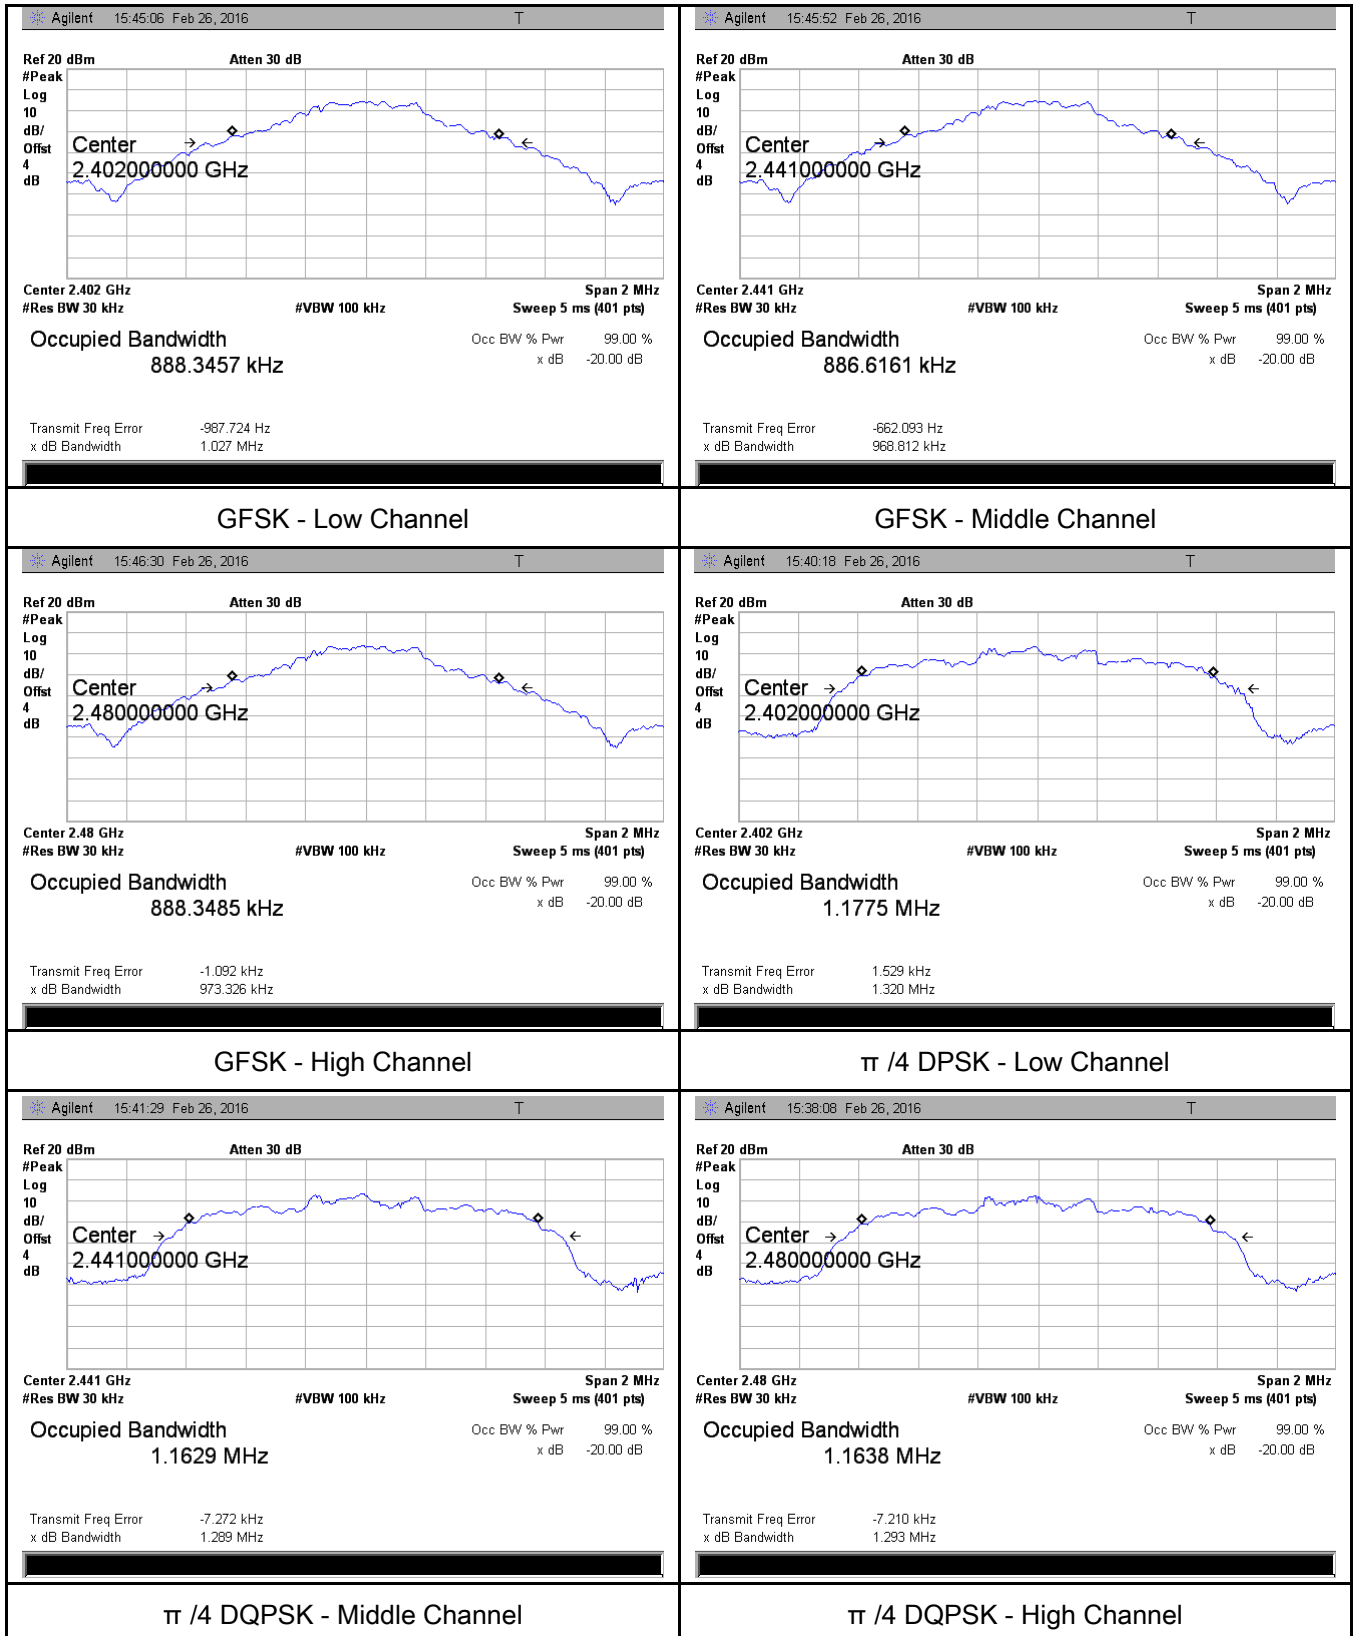 Agilent 15:45:06 Feb 26, 2016 T
Ref 20 dBm Atten 30 dB
#Peak
Log
10
dB/
Offst
4
dB
Center
2.402000000 GHz
Center 2.402 GHz Span 2 MHz
#Res BW 30 kHz #VBW 100 kHz Sweep 5 ms (401 pts)
Occupied Bandwidth Occ BW % Pwr 99.00 %
888.3457 kHz x dB -20.00 dB
Transmit Freq Error -987.724 Hz
x dB Bandwidth 1.027 MHz
GFSK - Low Channel
Agilent 15:45:52 Feb 26, 2016 T
Ref 20 dBm Atten 30 dB
#Peak
Log
10
dB/
Offst
4
dB
Center
2.441000000 GHz
Center 2.441 GHz Span 2 MHz
#Res BW 30 kHz #VBW 100 kHz Sweep 5 ms (401 pts)
Occupied Bandwidth Occ BW % Pwr 99.00 %
886.6161 kHz x dB -20.00 dB
Transmit Freq Error -662.093 Hz
x dB Bandwidth 968.812 kHz
GFSK - Middle Channel
Agilent 15:46:30 Feb 26, 2016 T
Ref 20 dBm Atten 30 dB
#Peak
Log
10
dB/
Offst
4
dB
Center
2.480000000 GHz
Center 2.48 GHz Span 2 MHz
#Res BW 30 kHz #VBW 100 kHz Sweep 5 ms (401 pts)
Occupied Bandwidth Occ BW % Pwr 99.00 %
888.3485 kHz x dB -20.00 dB
Transmit Freq Error -1.092 kHz
x dB Bandwidth 973.326 kHz
GFSK - High Channel
Agilent 15:40:18 Feb 26, 2016 T
Ref 20 dBm Atten 30 dB
#Peak
Log
10
dB/
Offst
4
dB
Center
2.402000000 GHz
Center 2.402 GHz Span 2 MHz
#Res BW 30 kHz #VBW 100 kHz Sweep 5 ms (401 pts)
Occupied Bandwidth Occ BW % Pwr 99.00 %
1.1775 MHz x dB -20.00 dB
Transmit Freq Error 1.529 kHz
x dB Bandwidth 1.320 MHz
π /4 DPSK - Low Channel
Agilent 15:41:29 Feb 26, 2016 T
Ref 20 dBm Atten 30 dB
#Peak
Log
10
dB/
Offst
4
dB
Center
2.441000000 GHz
Center 2.441 GHz Span 2 MHz
#Res BW 30 kHz #VBW 100 kHz Sweep 5 ms (401 pts)
Occupied Bandwidth Occ BW % Pwr 99.00 %
1.1629 MHz x dB -20.00 dB
Transmit Freq Error -7.272 kHz
x dB Bandwidth 1.289 MHz
π /4 DQPSK - Middle Channel
Agilent 15:38:08 Feb 26, 2016 T
Ref 20 dBm Atten 30 dB
#Peak
Log
10
dB/
Offst
4
dB
Center
2.480000000 GHz
Center 2.48 GHz Span 2 MHz
#Res BW 30 kHz #VBW 100 kHz Sweep 5 ms (401 pts)
Occupied Bandwidth Occ BW % Pwr 99.00 %
1.1638 MHz x dB -20.00 dB
Transmit Freq Error -7.210 kHz
x dB Bandwidth 1.293 MHz
π /4 DQPSK - High Channel